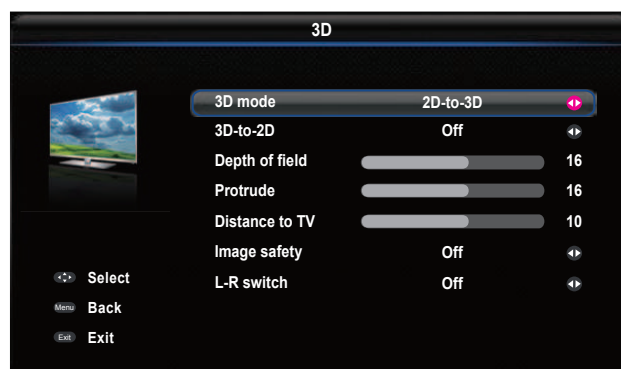 3D
3D mode 2D-to-3D
3D-to-2D Off
Depth of field 16
Protrude 16
Distance to TV 10
Image safety Off
L-R switch Off
Select
Menu Back
Exit Exit